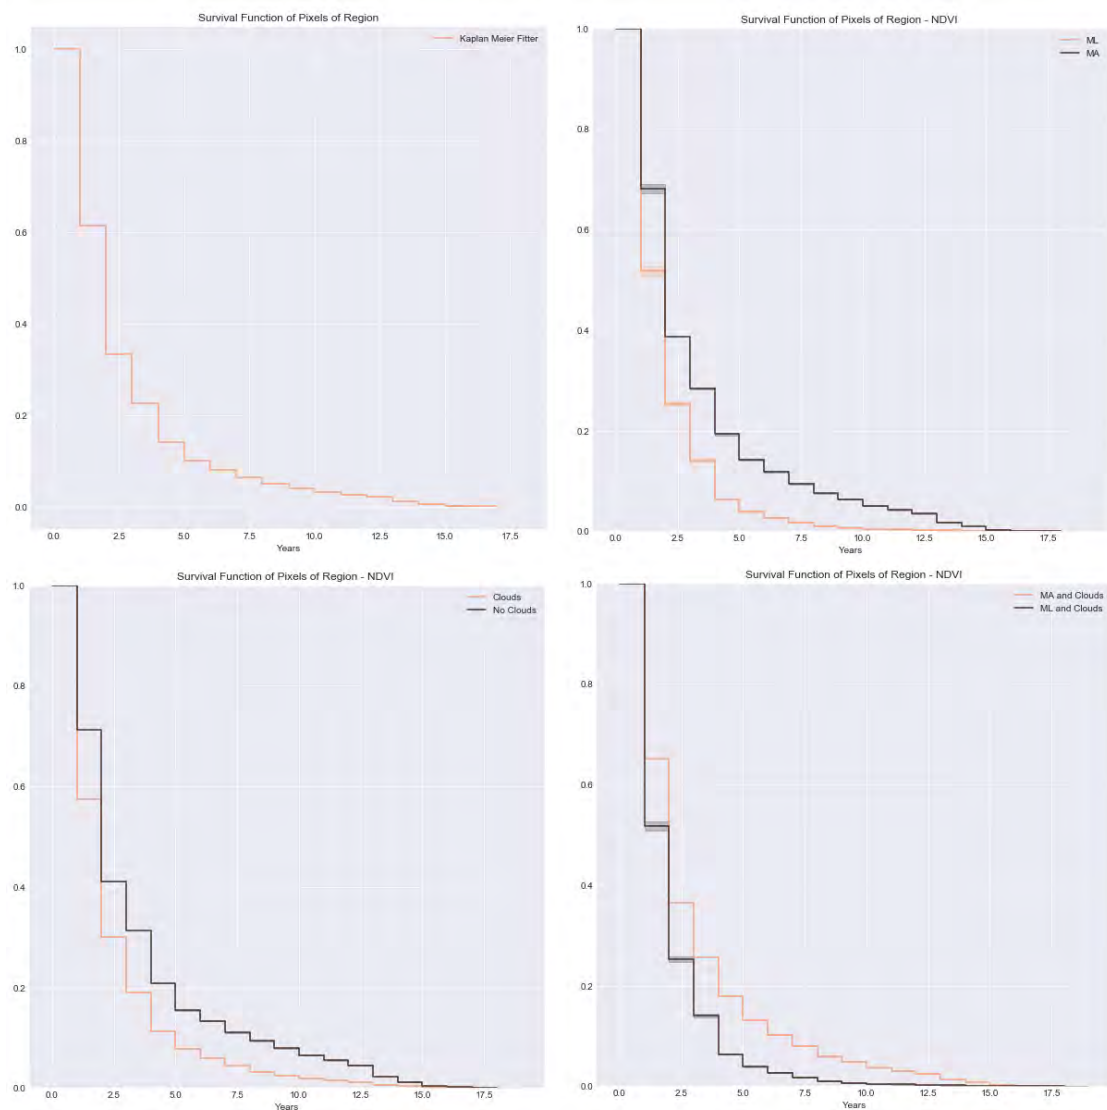 Survival Function of Pixels of Region
Kaplan Meier Fitter
1.0
0.8
0.6
0.4
0.2
0.0
0.0 2.5 5.0 7.5 10.0 12.5 15.0 17.5
Years
Survival Function of Pixels of Region - NDVI
ML
MA
1.0
0.8
0.6
0.4
0.2
0.0
0.0 2.5 5.0 7.5 10.0 12.5 15.0 17.5
Years
Survival Function of Pixels of Region - NDVI
Clouds
No Clouds
1.0
0.8
0.6
0.4
0.2
0.0
0.0 2.5 5.0 7.5 10.0 12.5 15.0 17.5
Years
Survival Function of Pixels of Region - NDVI
MA and Clouds
ML and Clouds
1.0
0.8
0.6
0.4
0.2
0.0
0.0 2.5 5.0 7.5 10.0 12.5 15.0 17.5
Years